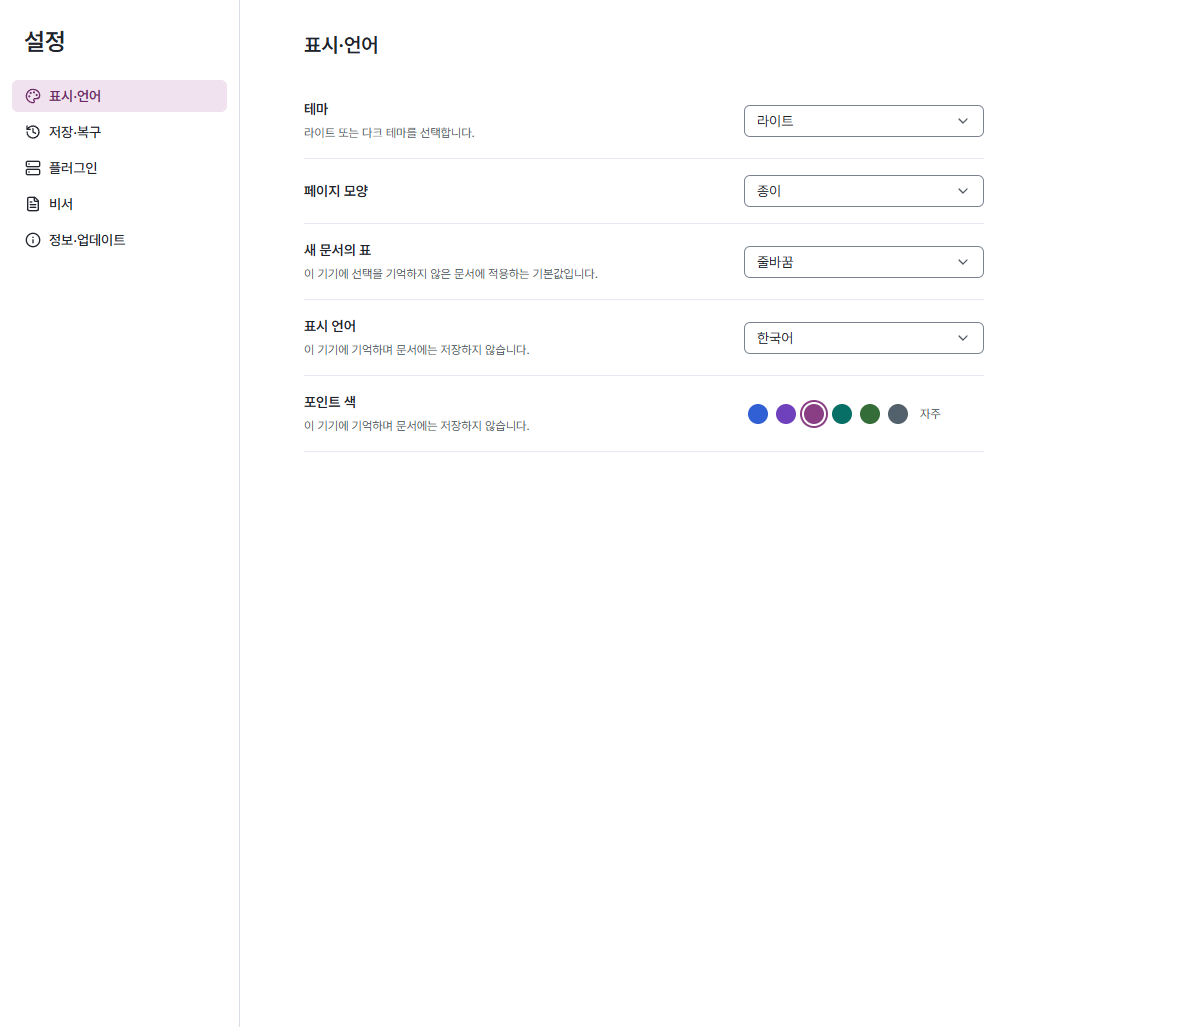 설정
표시·언어
저장·복구
플러그인
비서
정보·업데이트
표시·언어
테마
라이트 또는 다크 테마를 선택합니다.
라이트
페이지 모양
종이
새 문서의 표
이 기기에 선택을 기억하지 않은 문서에 적용하는 기본값입니다.
줄바꿈
표시 언어
이 기기에 기억하며 문서에는 저장하지 않습니다.
한국어
포인트 색
이 기기에 기억하며 문서에는 저장하지 않습니다.
자주